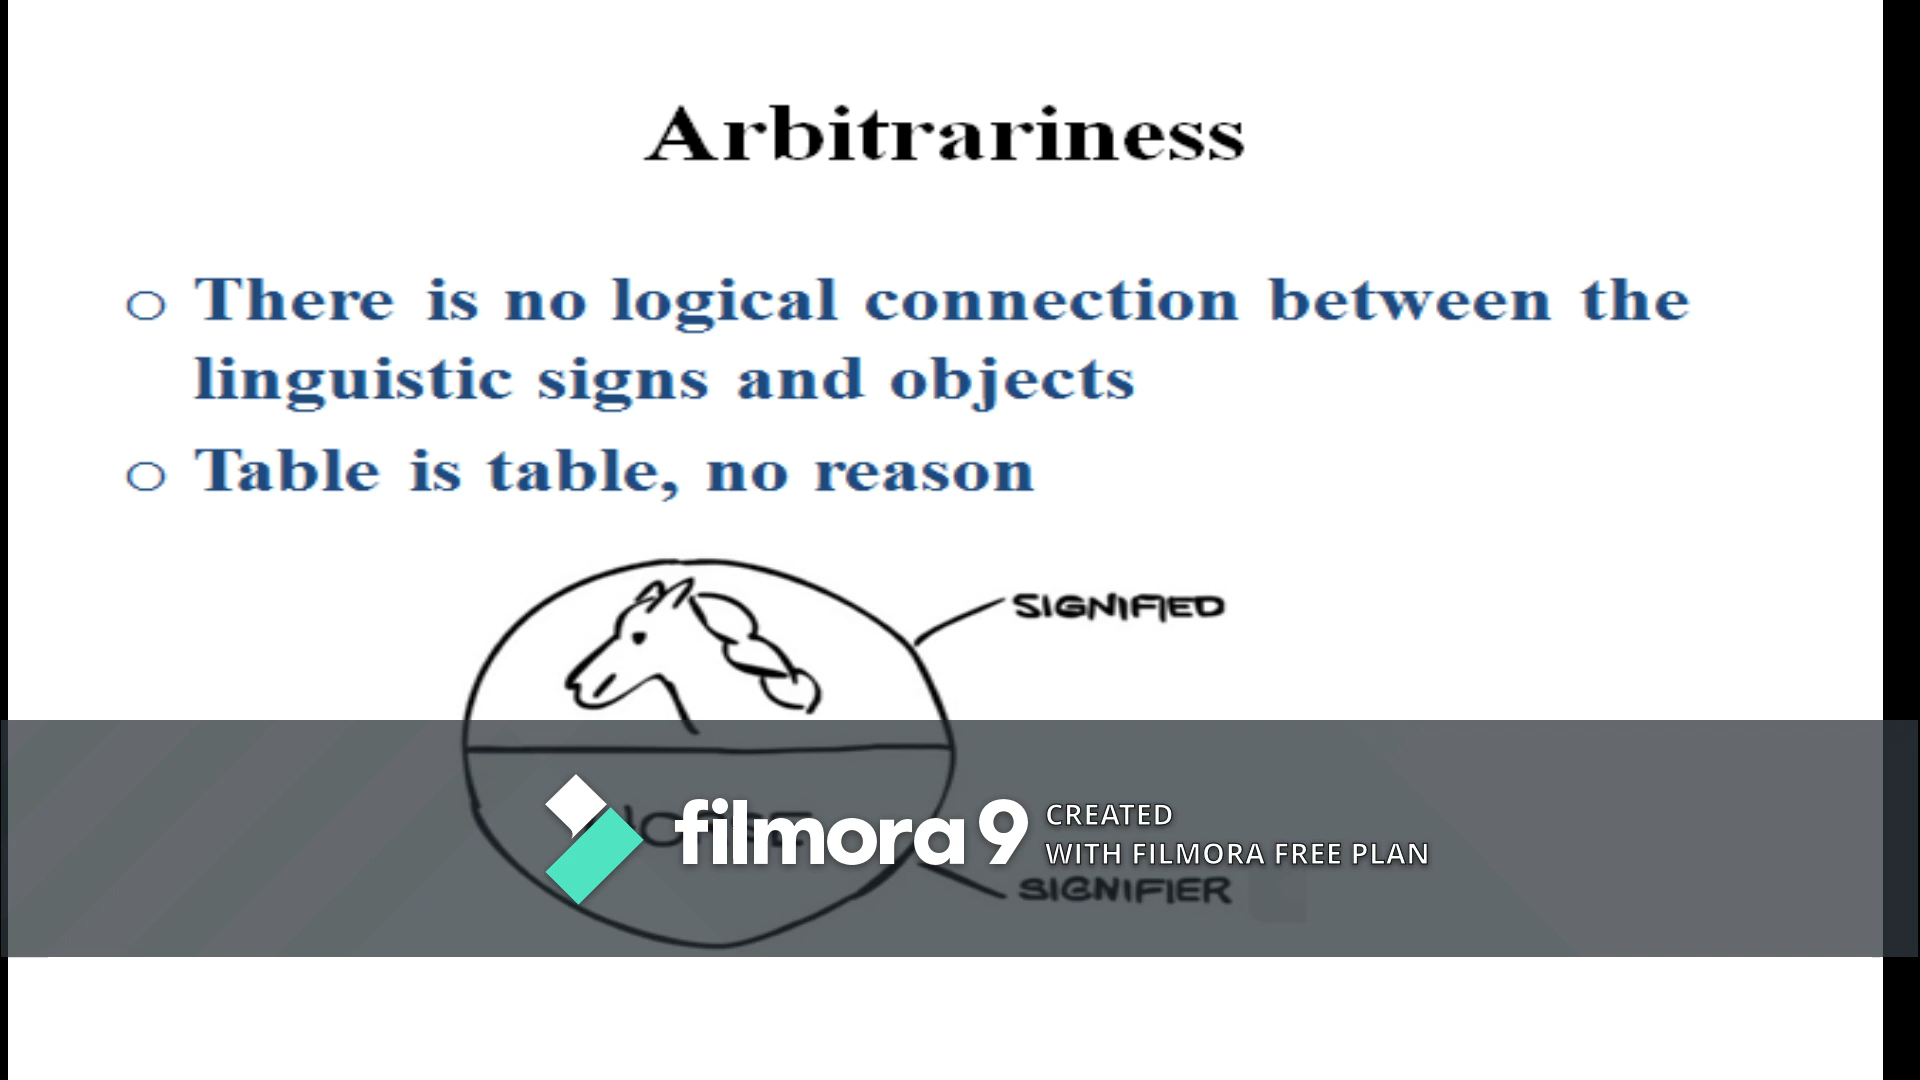 Arbitrariness
o There is no logical connection between the
linguistic signs and objects
o Table is table, no reason
SIGNIFIED
filmora9
CREATED
WITH FILMORA FREE PLAN
SIGNIFIER